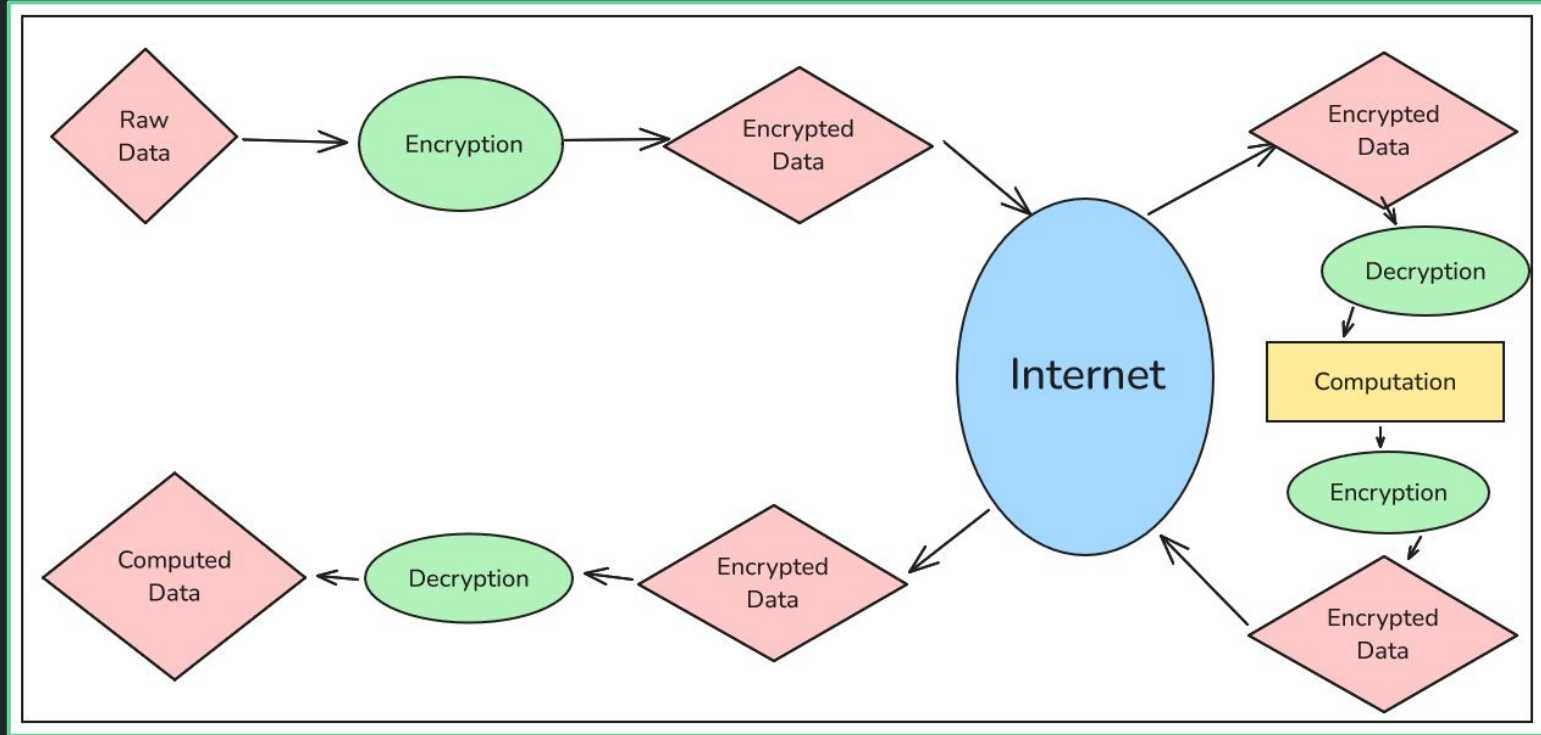 Raw
Data
Encryption
Encrypted
Data
Internet
Encrypted
Data
Decryption
Computation
Encryption
Encrypted
Data
Encrypted
Data
Decryption
Computed
Data